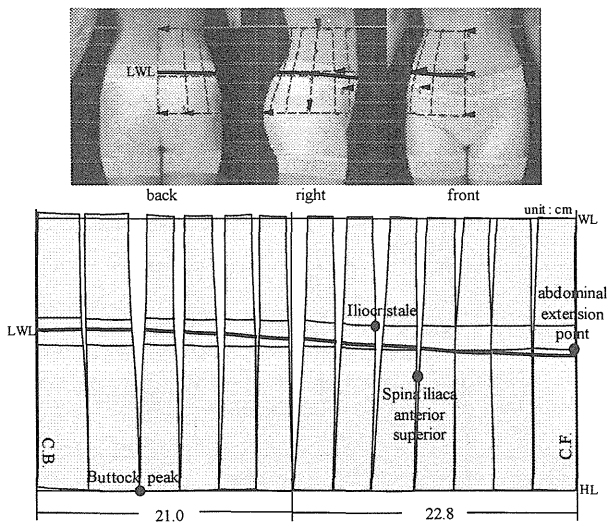 LWL
back
right
front
unit : cm
WL
Iliocristale
abdominal
extension
point
LWL
Spina iliaca
anterior
superior
C.B.
Buttock peak
C.F.
HL
21.0
22.8